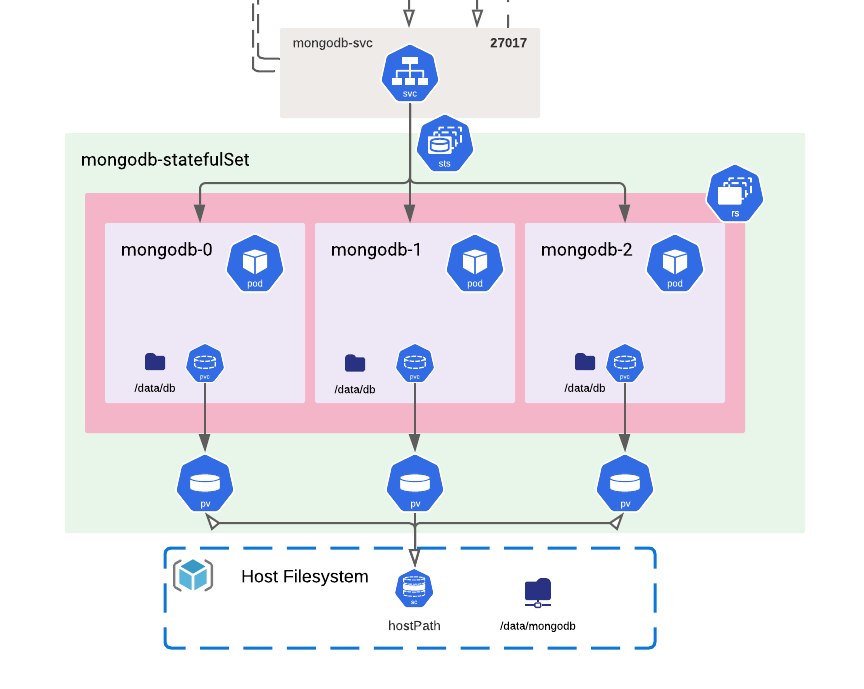 mongodb-svc
27017
svc
sts
mongodb-statefulSet
rs
mongodb-0
pod
mongodb-1
pod
mongodb-2
pod
/data/db
pvc
/data/db
pvc
/data/db
pvc
pv
pv
pv
Host Filesystem
sc
hostPath
/data/mongodb